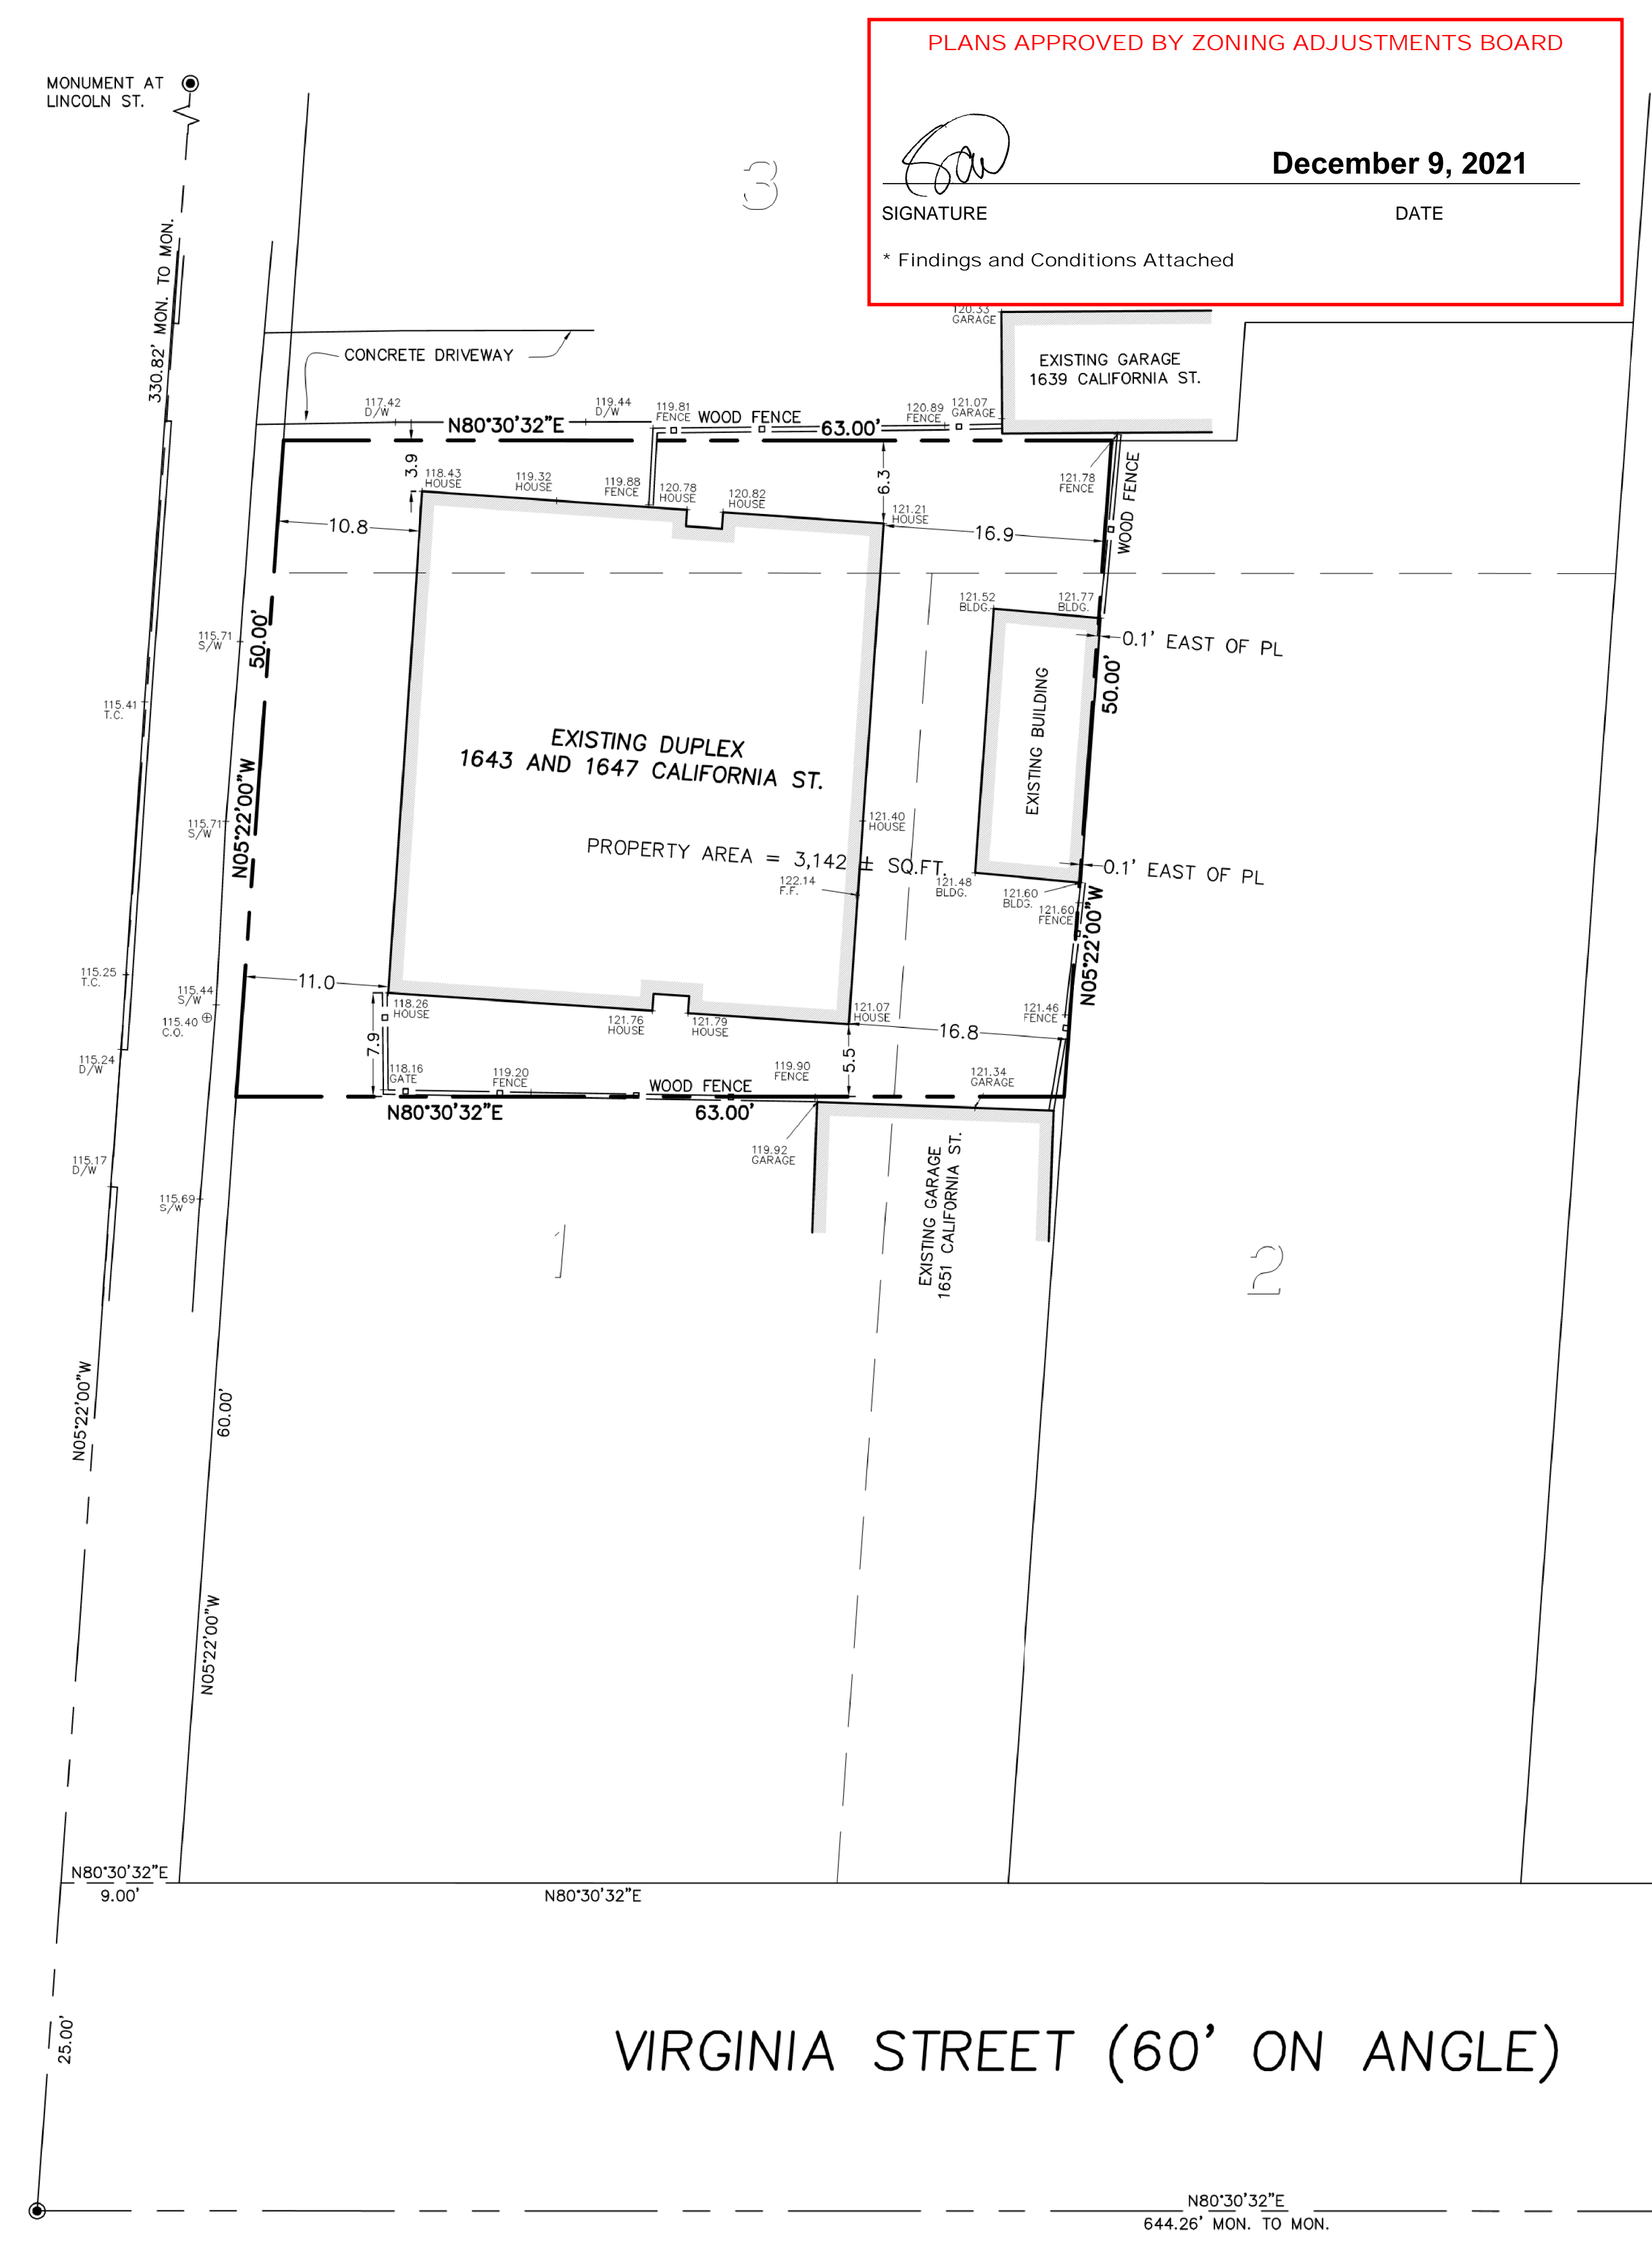 PLANS APPROVED BY ZONING ADJUSTMENTS BOARD
December 9, 2021
SIGNATURE
DATE
* Findings and Conditions Attached
MONUMENT AT
LINCOLN ST.
3
330.82' MON. TO MON.
120.33
GARAGE
EXISTING GARAGE
1639 CALIFORNIA ST.
CONCRETE DRIVEWAY
117.42
D/W
119.44
D/W
119.81
FENCE
WOOD FENCE
120.89
FENCE
121.07
GARAGE
N80°30'32"E
63.00'
3.9
118.43
HOUSE
119.32
HOUSE
119.88
FENCE
120.78
HOUSE
120.82
HOUSE
6.3
121.21
HOUSE
121.78
FENCE
WOOD FENCE
10.8
16.9
121.52
BLDG.
121.77
BLDG.
0.1' EAST OF PL
115.71
S/W
50.00'
50.00'
115.41
T.C.
EXISTING DUPLEX
1643 AND 1647 CALIFORNIA ST.
EXISTING BUILDING
N05°22'00"W
115.71
S/W
121.40
HOUSE
PROPERTY AREA = 3,142 ± SQ.FT.
122.14
F.F.
121.48
BLDG.
0.1' EAST OF PL
121.60
BLDG.
121.60
FENCE
N05°22'00"W
115.25
T.C.
11.0
115.44
S/W
115.40
C.O.
118.26
HOUSE
121.76
HOUSE
121.79
HOUSE
121.07
HOUSE
121.46
FENCE
16.8
7.9
5.5
115.24
D/W
118.16
GATE
119.20
FENCE
WOOD FENCE
119.90
FENCE
121.34
GARAGE
N80°30'32"E
63.00'
119.92
GARAGE
115.17
D/W
115.69
S/W
EXISTING GARAGE
1651 CALIFORNIA ST.
1
2
N05°22'00"W
60.00'
N05°22'00"W
N80°30'32"E
9.00'
N80°30'32"E
25.00'
VIRGINIA STREET (60' ON ANGLE)
N80°30'32"E
644.26' MON. TO MON.